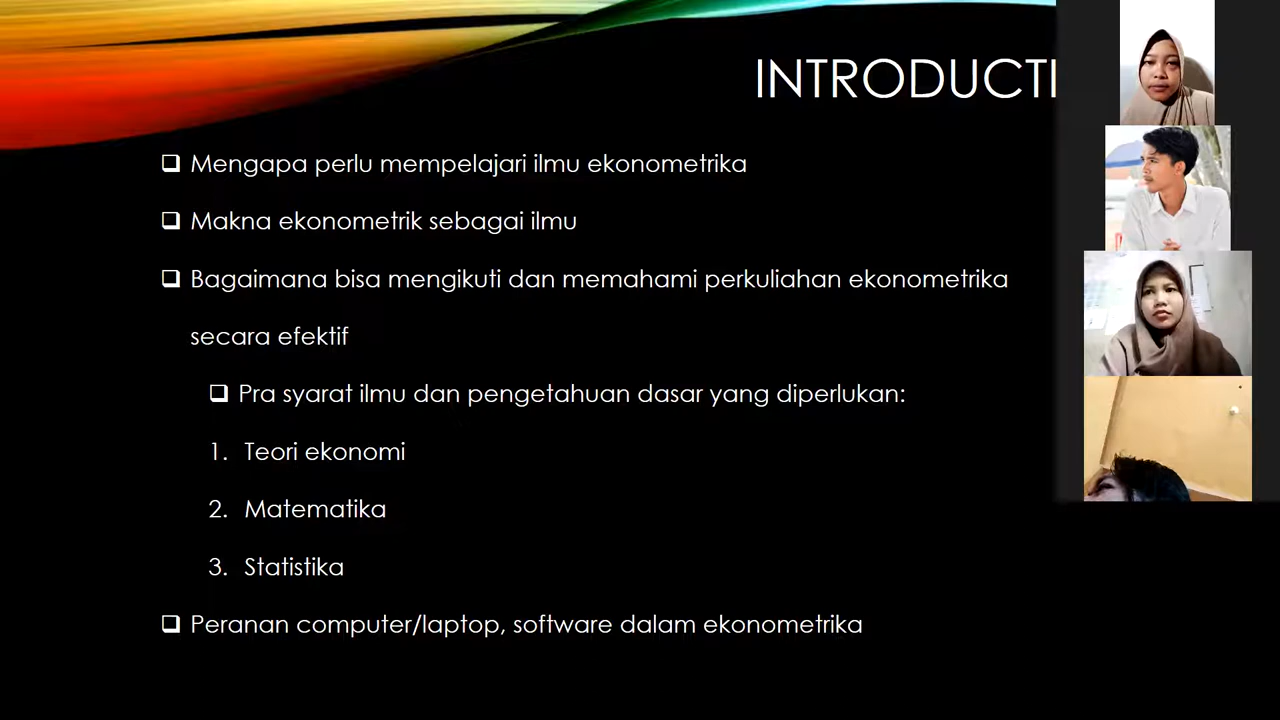 INTRODUCTI
Mengapa perlu mempelajari ilmu ekonometrika
Makna ekonometrik sebagai ilmu
Bagaimana bisa mengikuti dan memahami perkuliahan ekonometrika
secara efektif
Pra syarat ilmu dan pengetahuan dasar yang diperlukan:
1. Teori ekonomi
2. Matematika
3. Statistika
Peranan computer/laptop, software dalam ekonometrika